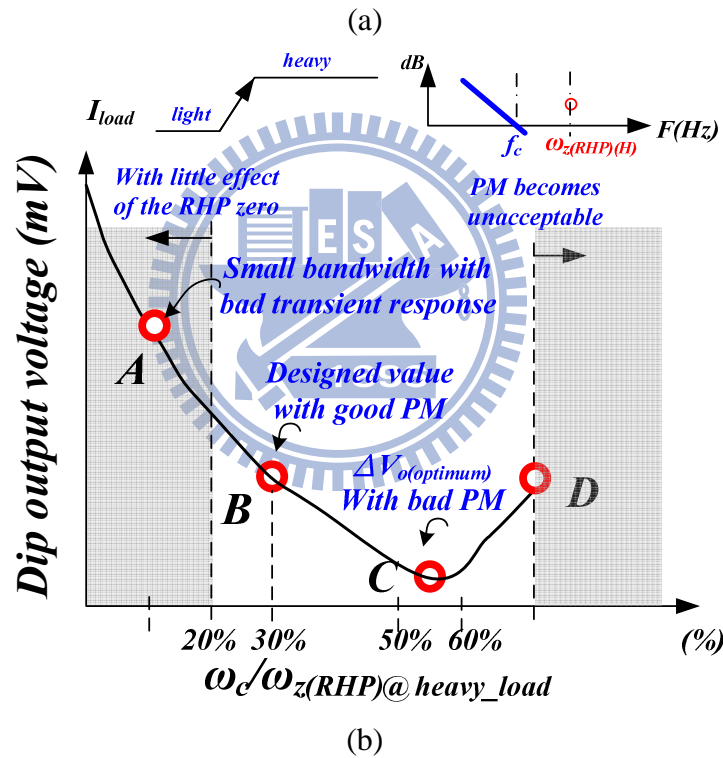 (a)
heavy
light
I_load
dB
f_c
ω_z(RHP)(H)
F(Hz)
Dip output voltage (mV)
With little effect
of the RHP zero
PM becomes
unacceptable
E S A
Small bandwidth with
bad transient response
A
Designed value
with good PM
B
ΔV_o(optimum)
With bad PM
C
D
20% 30% 50% 60% (%)
ω_c/ω_z(RHP)@heavy_load
(b)